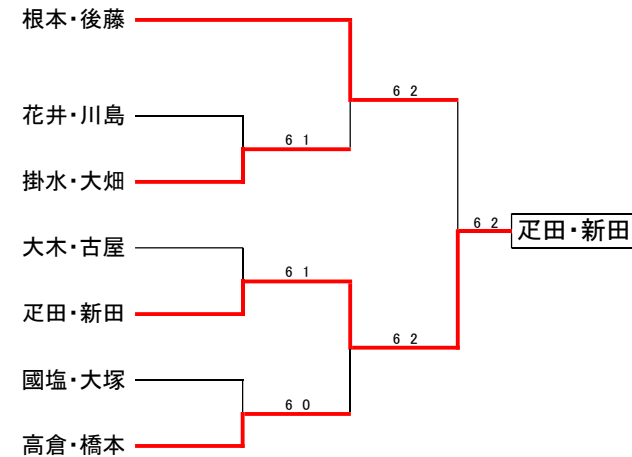 根本・後藤
6 2
花井・川島
6 1
掛水・大畑
6 2
疋田・新田
大木・古屋
6 1
疋田・新田
6 2
國塩・大塚
6 0
高倉・橋本